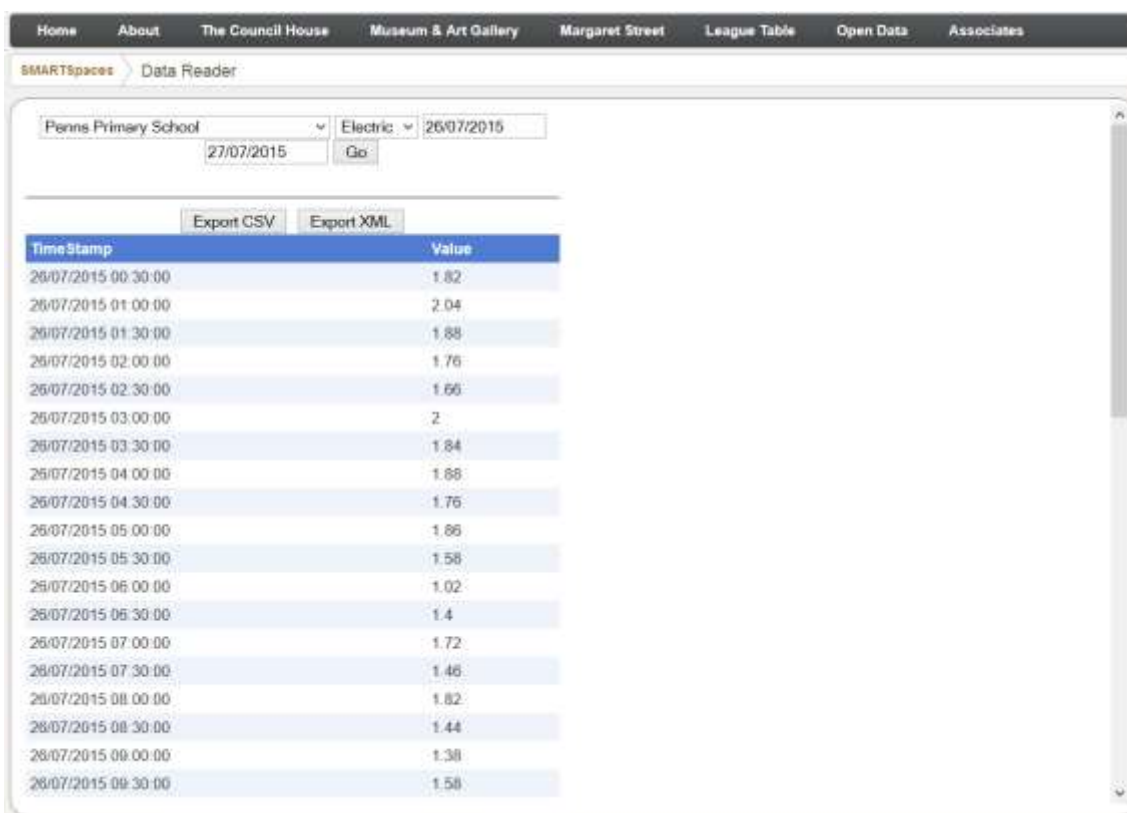 Home About The Council House Museum & Art Gallery Margaret Street League Table Open Data Associates
SMARTSpaces Data Reader
Penns Primary School Electric 26/07/2015
27/07/2015 Go
Export CSV Export XML
TimeStamp Value
26/07/2015 00:30:00 1.82
26/07/2015 01:00:00 2.04
26/07/2015 01:30:00 1.88
26/07/2015 02:00:00 1.76
26/07/2015 02:30:00 1.66
26/07/2015 03:00:00 2
26/07/2015 03:30:00 1.84
26/07/2015 04:00:00 1.88
26/07/2015 04:30:00 1.76
26/07/2015 05:00:00 1.86
26/07/2015 05:30:00 1.58
26/07/2015 06:00:00 1.02
26/07/2015 06:30:00 1.4
26/07/2015 07:00:00 1.72
26/07/2015 07:30:00 1.46
26/07/2015 08:00:00 1.82
26/07/2015 08:30:00 1.44
26/07/2015 09:00:00 1.38
26/07/2015 09:30:00 1.58